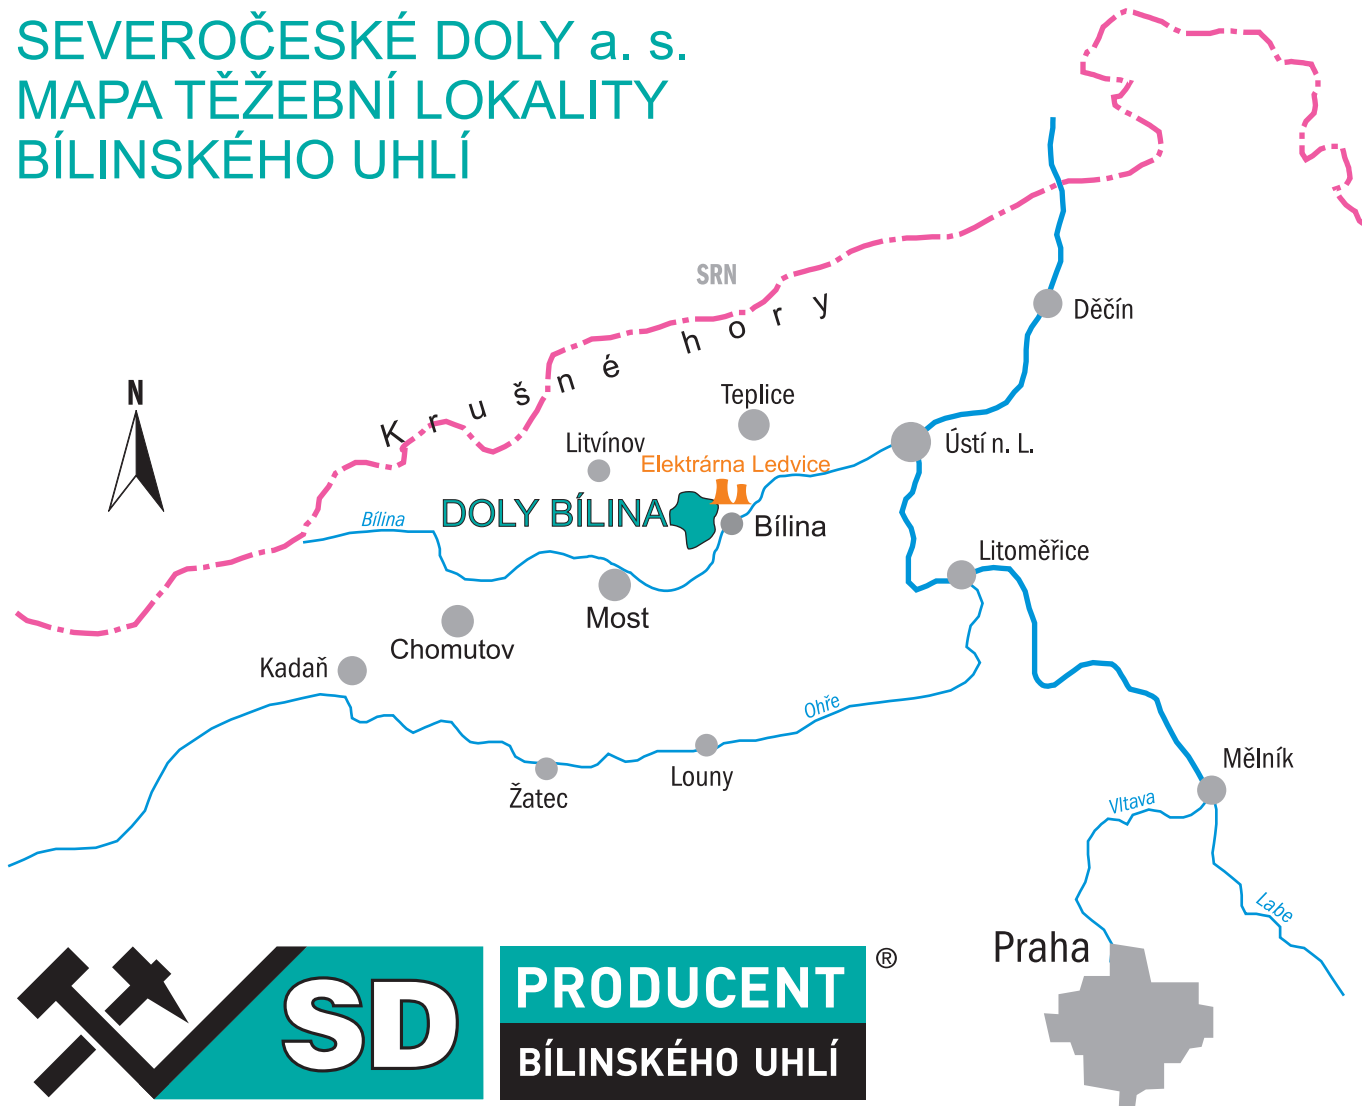 SEVEROČESKÉ DOLY a. s.
MAPA TĚŽEBNÍ LOKALITY
BÍLINSKÉHO UHLÍ
SRN
Krušné hory
Děčín
N
Teplice
Litvínov
Ústí n. L.
Elektrárna Ledvice
DOLY BÍLINA
Bílina
Bílina
Litoměřice
Most
Chomutov
Kadaň
Ohře
Louny
Žatec
Mělník
Vltava
Labe
Praha
SD
PRODUCENT
BÍLINSKÉHO UHLÍ
®